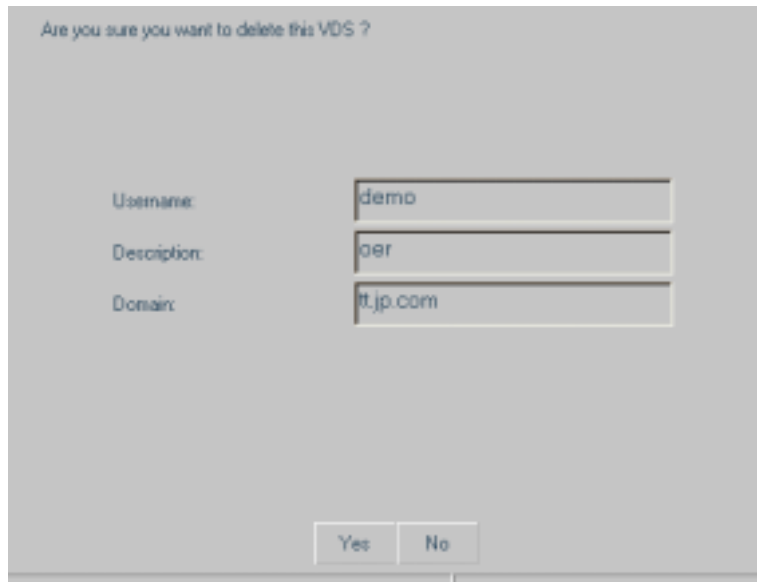 Are you sure you want to delete this VDS ?
Username: demo
Description: oer
Domain: tt.jp.com
Yes No